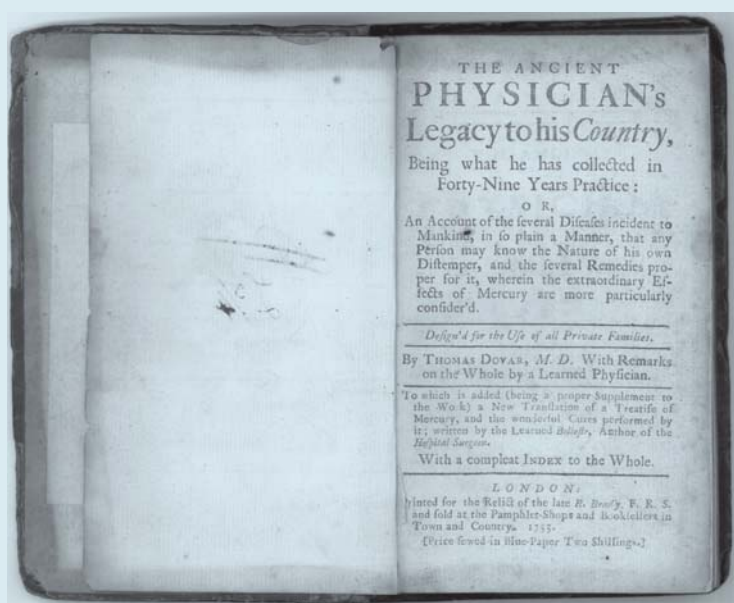 THE ANCIENT
PHYSICIAN's
Legacy to his Country,
Being what he has collected in
Forty-Nine Years Practice:
OR,
An Account of the ſeveral Diſeaſes incident to
Mankind, in ſo plain a Manner, that any
Perſon may know the Nature of his own
Diſtemper, and the ſeveral Remedies pro-
per for it, wherein the extraordinary Ef-
fects of Mercury are more particularly
conſider'd.
Deſign'd for the Uſe of all Private Families.
By THOMAS DOVAR, M. D. With Remarks
on the Whole by a Learned Phyſician.
To which is added (being a proper Supplement to
the Work) a New Tranſlation of a Treatiſe of
Mercury, and the wonderful Cures performed by
it; written by the Learned Belloſte, Author of the
Hoſpital Surgeon.
With a compleat INDEX to the Whole.
LONDON:
Printed for the Relict of the late R. Bradly, F. R. S.
and ſold at the Pamphlet-Shops and Bookſellers in
Town and Country. 1733.
[Price ſewed in Blue-Paper Two Shillings.]